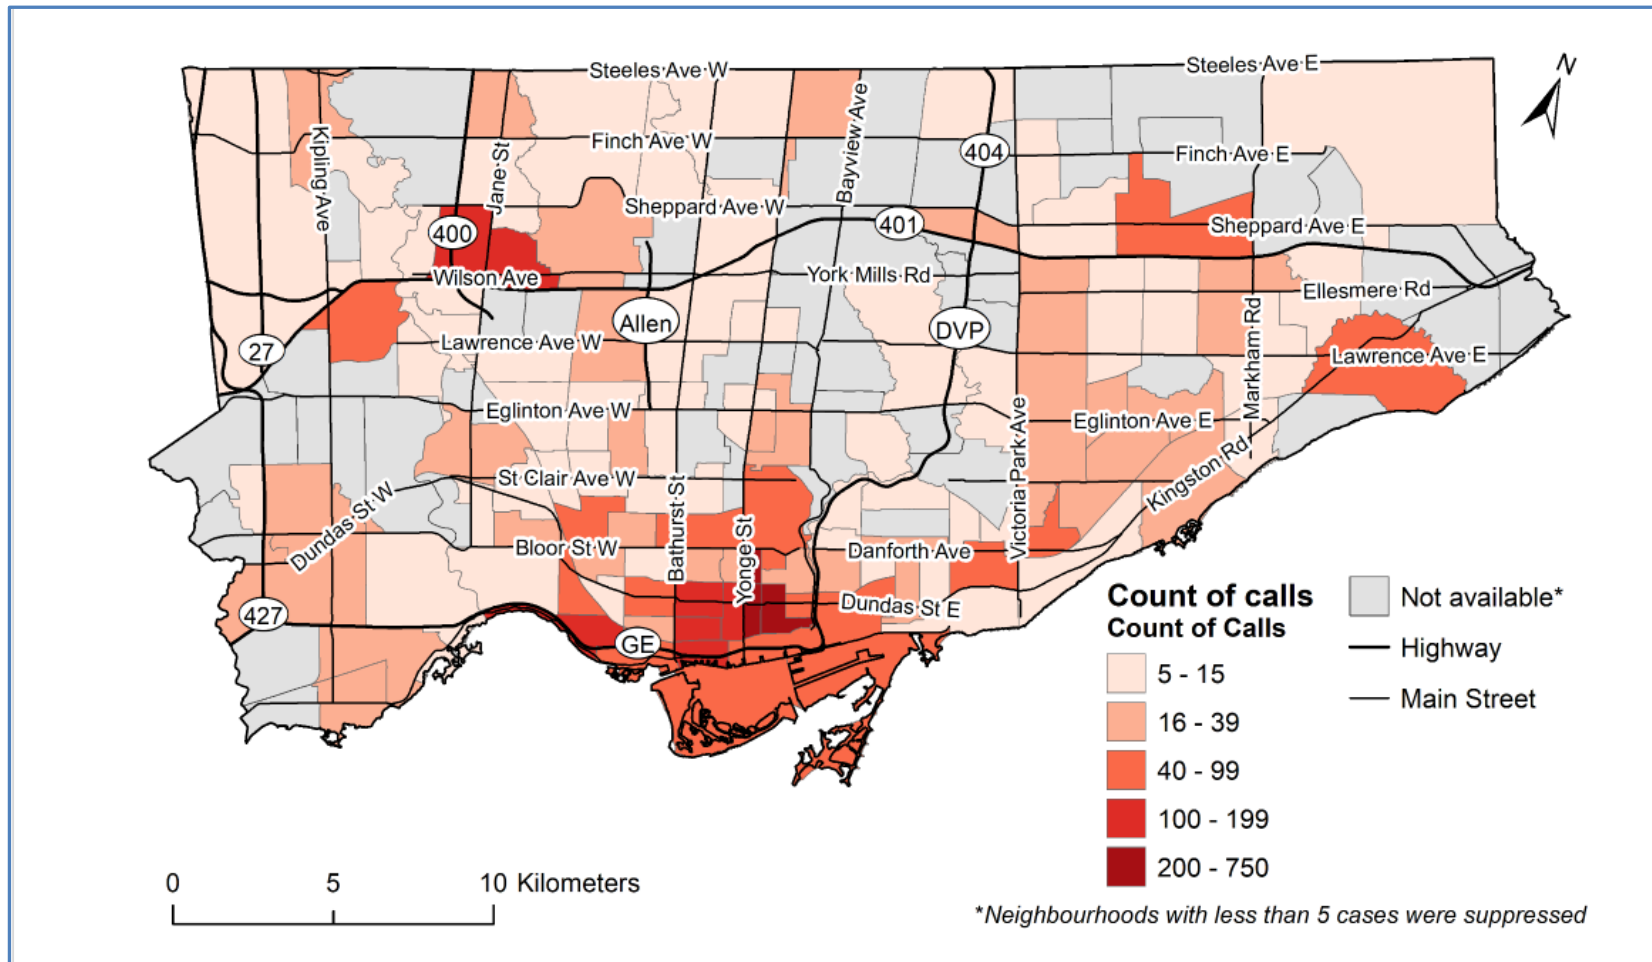 Steeles Ave W
Steeles Ave E
N
Finch Ave W
Bayview Ave
404
Finch Ave E
Kipling Ave
Jane St
Sheppard Ave W
400
401
Sheppard Ave E
Wilson Ave
York Mills Rd
Ellesmere Rd
Allen
DVP
27
Lawrence Ave W
Markham Rd
Lawrence Ave E
Eglinton Ave W
Eglinton Ave E
Victoria Park Ave
St Clair Ave W
Kingston Rd
Dundas St W
Bathurst St
Yonge St
Bloor St W
Danforth Ave
427
Dundas St E
GE
Count of calls
Count of Calls
5 - 15
16 - 39
40 - 99
100 - 199
200 - 750
Not available*
Highway
Main Street
0 5 10 Kilometers
*Neighbourhoods with less than 5 cases were suppressed